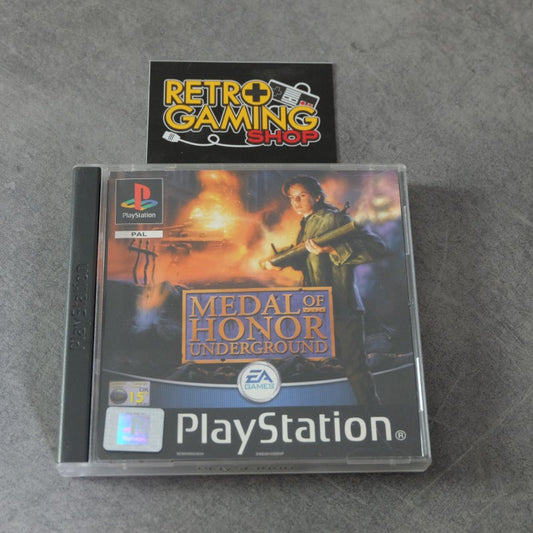 RETRO
GAMING
SHOP
PlayStation
PlayStation
PAL
MEDAL OF
HONOR
UNDERGROUND
EA
GAMES
15
PlayStation®